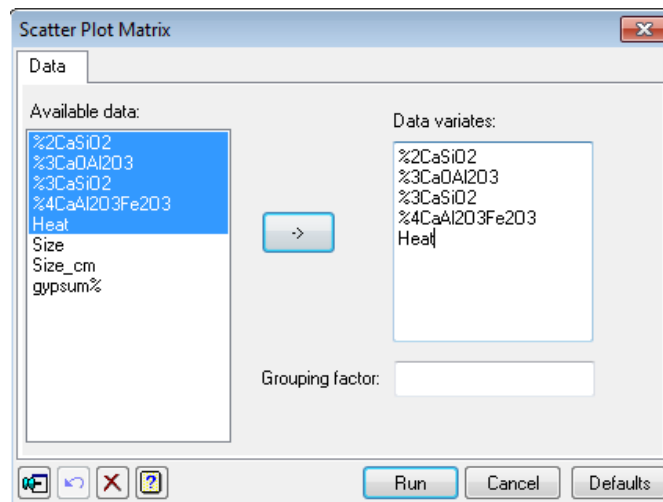 Scatter Plot Matrix
Data
Available data:
%2CaSiO2
%3CaOAl2O3
%3CaSiO2
%4CaAl2O3Fe2O3
Heat
Size
Size_cm
gypsum%
->
Data variates:
%2CaSiO2
%3CaOAl2O3
%3CaSiO2
%4CaAl2O3Fe2O3
Heat
Grouping factor:
Run
Cancel
Defaults